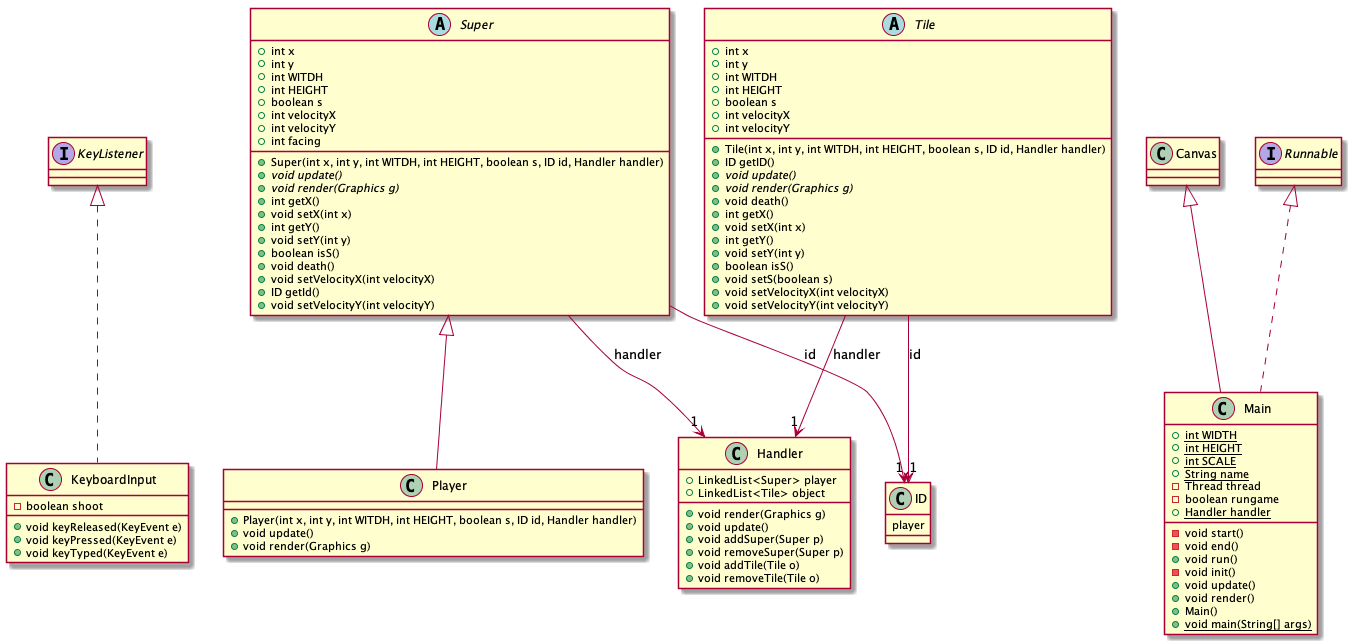 A Super
int x
int y
int WITDH
int HEIGHT
boolean s
int velocityX
int velocityY
int facing
Super(int x, int y, int WITDH, int HEIGHT, boolean s, ID id, Handler handler)
void update()
void render(Graphics g)
int getX()
void setX(int x)
int getY()
void setY(int y)
boolean isS()
void death()
void setVelocityX(int velocityX)
ID getId()
void setVelocityY(int velocityY)
A Tile
int x
int y
int WITDH
int HEIGHT
boolean s
int velocityX
int velocityY
Tile(int x, int y, int WITDH, int HEIGHT, boolean s, ID id, Handler handler)
ID getID()
void update()
void render(Graphics g)
void death()
int getX()
void setX(int x)
int getY()
void setY(int y)
boolean isS()
void setS(boolean s)
void setVelocityX(int velocityX)
void setVelocityY(int velocityY)
I KeyListener
C Canvas
I Runnable
handler
id
handler
id
1
1
1
1
C KeyboardInput
boolean shoot
void keyReleased(KeyEvent e)
void keyPressed(KeyEvent e)
void keyTyped(KeyEvent e)
C Player
Player(int x, int y, int WITDH, int HEIGHT, boolean s, ID id, Handler handler)
void update()
void render(Graphics g)
C Handler
LinkedList<Super> player
LinkedList<Tile> object
void render(Graphics g)
void update()
void addSuper(Super p)
void removeSuper(Super p)
void addTile(Tile o)
void removeTile(Tile o)
C ID
player
C Main
int WIDTH
int HEIGHT
int SCALE
String name
Thread thread
boolean rungame
Handler handler
void start()
void end()
void run()
void init()
void update()
void render()
Main()
void main(String[] args)